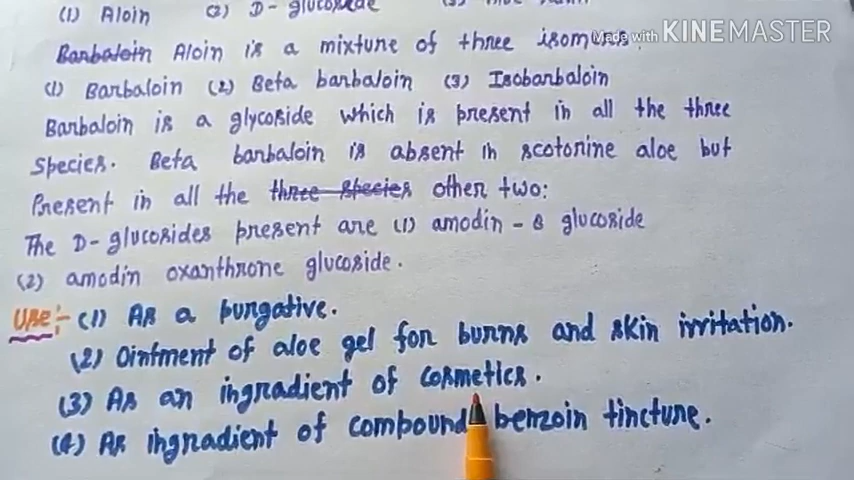 (1) Aloin (2) D - glucoside (3)
Made with KINEMASTER
Barbaloin Aloin is a mixture of three isomers.
(1) Barbaloin (2) Beta barbaloin (3) Isobarbaloin
Barbaloin is a glycoside which is present in all the three
species. Beta barbaloin is absent in scotorine aloe but
Present in all the three species other two:
The D-glucosides present are (1) amodin - 8 glucoside
(2) amodin oxanthrone glucoside.
Use:- (1) As a purgative.
(2) Ointment of aloe gel for burns and skin irritation.
(3) As an ingradient of cosmetics.
(4) As ingradient of compound benzoin tincture.